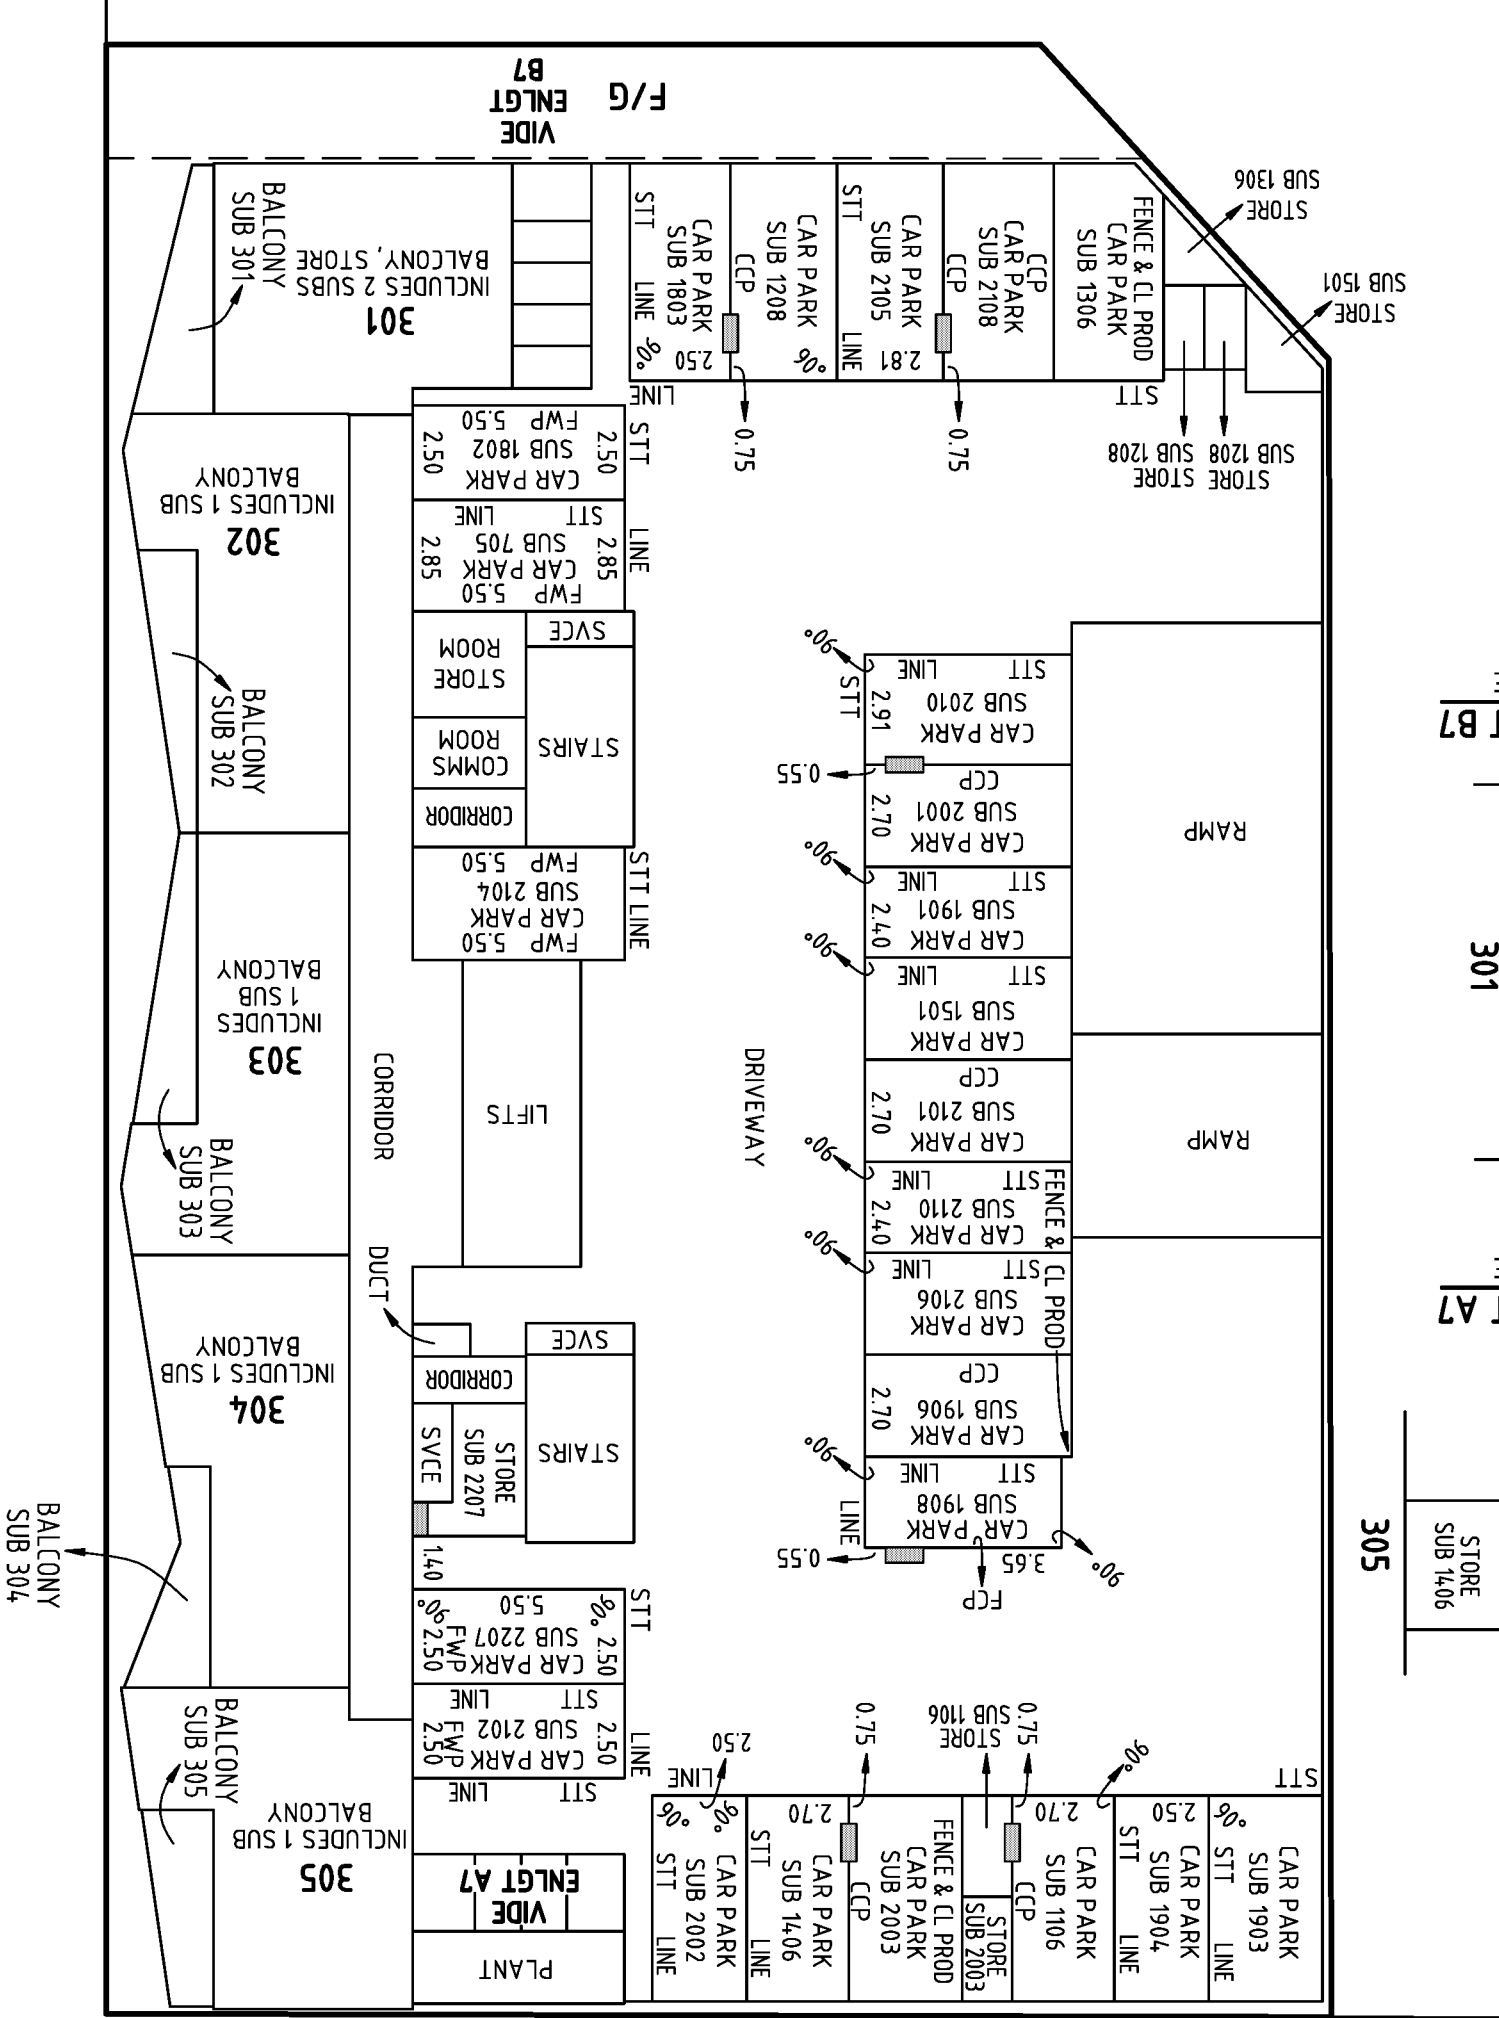 F/G
VIDE
ENLGT
B7
STORE
SUB 1306
STORE
SUB 1501
BALCONY
SUB 301
301
INCLUDES 2 SUBS
BALCONY, STORE
STT LINE
CAR PARK
SUB 1803
2.50
90°
CCP
CAR PARK
SUB 1208
90°
STT LINE
CAR PARK
SUB 2105
2.81
CCP
CAR PARK
SUB 2108
CCP
FENCE & CL PROD
CAR PARK
SUB 1306
LINE
STT
0.75
0.75
STORE
SUB 1208
STORE
SUB 1208
FWP 5.50
CAR PARK
SUB 1802
2.50
2.50
STT
LINE
STT LINE
CAR PARK
SUB 705
2.85
2.85
FWP 5.50
302
INCLUDES 1 SUB
BALCONY
BALCONY
SUB 302
STORE
ROOM
SVCE
COMMS
ROOM
STAIRS
CORRIDOR
90°
STT LINE
STT
CAR PARK
SUB 2010
2.91
0.55
CCP
CAR PARK
SUB 2001
2.70
90°
STT LINE
CAR PARK
SUB 1901
2.40
90°
STT LINE
CAR PARK
SUB 1501
CCP
CAR PARK
SUB 2101
2.70
90°
STT LINE
CAR PARK
SUB 2110
2.40
FENCE & CL PROD
90°
STT LINE
CAR PARK
SUB 2106
CCP
CAR PARK
SUB 1906
2.70
90°
STT LINE
CAR PARK
SUB 1908
LINE
0.55
3.65
90°
FCP
RAMP
RAMP
FWP 5.50
CAR PARK
SUB 2104
FWP 5.50
STT LINE
303
INCLUDES
1 SUB
BALCONY
BALCONY
SUB 303
CORRIDOR
LIFTS
DRIVEWAY
DUCT
304
INCLUDES 1 SUB
BALCONY
BALCONY
SUB 304
SVCE
CORRIDOR
SVCE
STORE
SUB 2207
STAIRS
1.40
5.50
90°
90°
CAR PARK
SUB 2207
FWP
2.50
2.50
STT
LINE
STT LINE
CAR PARK
SUB 2102
FWP
2.50
2.50
STT LINE
BALCONY
SUB 305
305
INCLUDES 1 SUB
BALCONY
VIDE
ENLGT A7
PLANT
LINE
2.50
0.75
STORE
SUB 1106
0.75
90°
STT
90°
90°
STT LINE
CAR PARK
SUB 2002
STT LINE
CAR PARK
SUB 1406
2.70
CCP
CAR PARK
SUB 2003
FENCE & CL PROD
STORE
SUB 2003
CCP
CAR PARK
SUB 1106
2.70
STT LINE
CAR PARK
SUB 1904
2.50
90°
STT LINE
CAR PARK
SUB 1903
T B7
301
T A7
305
STORE
SUB 1406